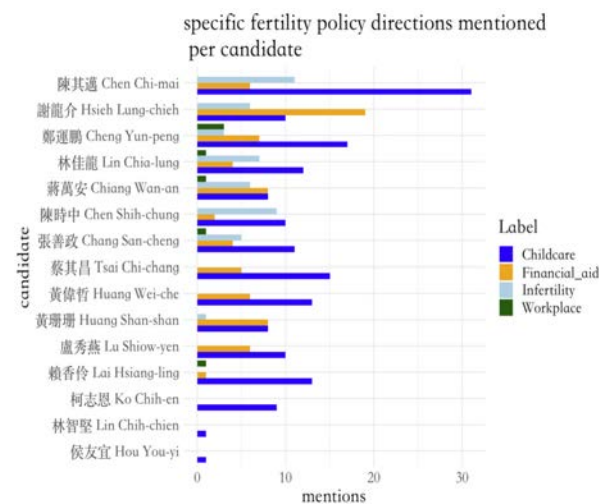 specific fertility policy directions mentioned
per candidate
candidate
陳其邁 Chen Chi-mai
謝龍介 Hsieh Lung-chieh
鄭運鵬 Cheng Yun-peng
林佳龍 Lin Chia-lung
蔣萬安 Chiang Wan-an
陳時中 Chen Shih-chung
張善政 Chang San-cheng
蔡其昌 Tsai Chi-chang
黃偉哲 Huang Wei-che
黃珊珊 Huang Shan-shan
盧秀燕 Lu Shiow-yen
賴香伶 Lai Hsiang-ling
柯志恩 Ko Chih-en
林智堅 Lin Chih-chien
侯友宜 Hou You-yi
0 10 20 30
mentions
Label
Childcare
Financial_aid
Infertility
Workplace